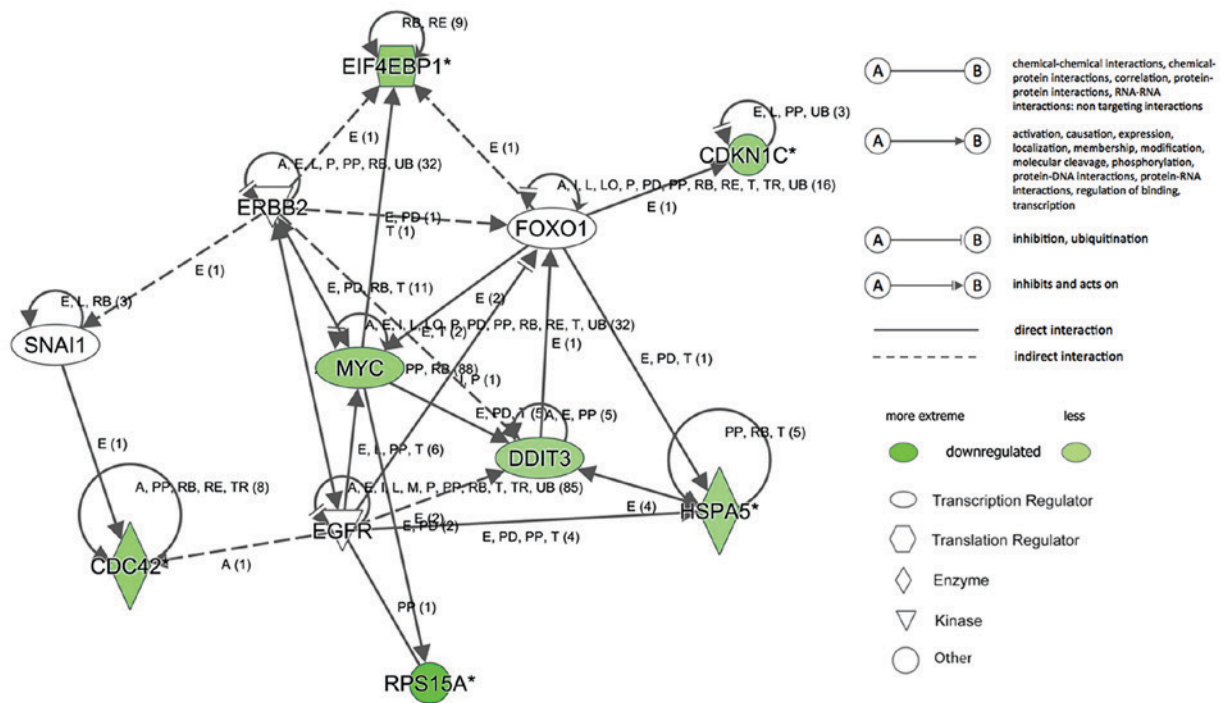 RB, RE (9)
EIF4EBP1*
E (1)
E (1)
E, L, PP, UB (3)
CDKN1C*
A, E, L, P, PP, RB, UB (32)
ERBB2
A, I, L, LO, P, PD, PP, RB, RE, T, TR, UB (16)
E (1)
E, PD (1)
T (1)
FOXO1
E (1)
E, L, RB (3)
SNAI1
E, PD, RB, T (11)
E (2)
A, E, I, L, LO, P, PD, PP, RB, RE, T, UB (32)
E, T (2)
E (1)
MYC
PP, RB (88)
I, P (1)
E, PD, T (1)
E, PD, T (5)
A, E, PP (5)
E (1)
E, L, PP, T (6)
DDIT3
PP, RB, T (5)
A, PP, RB, RE, TR (8)
A, E, I, L, M, P, PP, RB, T, TR, UB (85)
EGFR
E (2)
E, PD (2)
E (4)
HSPA5*
E, PD, PP, T (4)
CDC42*
A (1)
PP (1)
RPS15A*
A B
chemical-chemical interactions, chemical-
protein interactions, correlation, protein-
protein interactions, RNA-RNA
interactions: non targeting interactions
A B
activation, causation, expression,
localization, membership, modification,
molecular cleavage, phosphorylation,
protein-DNA interactions, protein-RNA
interactions, regulation of binding,
transcription
A B
inhibition, ubiquitination
A B
inhibits and acts on
direct interaction
indirect interaction
more extreme less
downregulated
Transcription Regulator
Translation Regulator
Enzyme
Kinase
Other